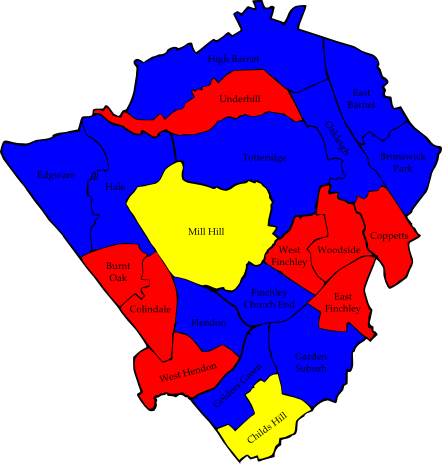 High Barnet
Underhill
East
Barnet
Oakleigh
Brunswick
Park
Edgware
Hale
Totteridge
Mill Hill
West
Finchley
Woodside
Coppetts
Burnt
Oak
Colindale
Finchley
Church End
East
Finchley
Hendon
West Hendon
Golders Green
Garden
Suburb
Childs Hill